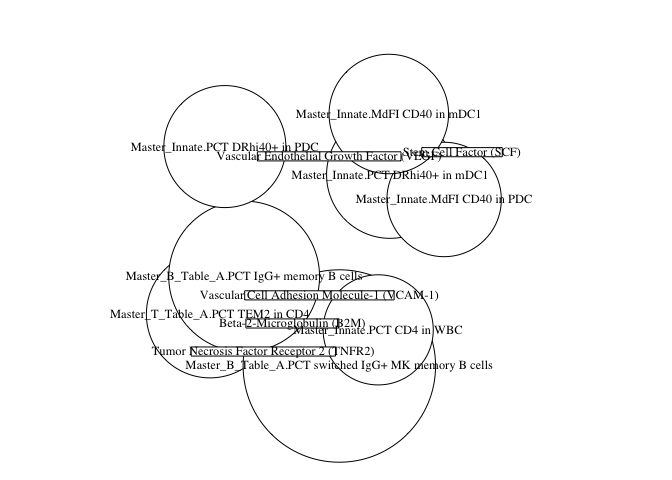 Master_Innate.MdFI CD40 in mDC1
Master_Innate.PCT DRhi40+ in PDC
Vascular Endothelial Growth Factor (VEGF)
Stem Cell Factor (SCF)
Master_Innate.PCT DRhi40+ in mDC1
Master_Innate.MdFI CD40 in PDC
Master_B_Table_A.PCT IgG+ memory B cells
Vascular Cell Adhesion Molecule-1 (VCAM-1)
Master_T_Table_A.PCT TEM2 in CD4
Beta-2-Microglobulin (B2M)
Master_Innate.PCT CD4 in WBC
Tumor Necrosis Factor Receptor 2 (TNFR2)
Master_B_Table_A.PCT switched IgG+ MK memory B cells